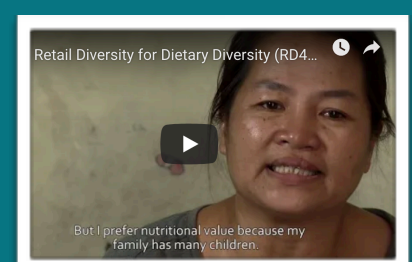 Retail Diversity for Dietary Diversity (RD4...
But I prefer nutritional value because my
family has many children.